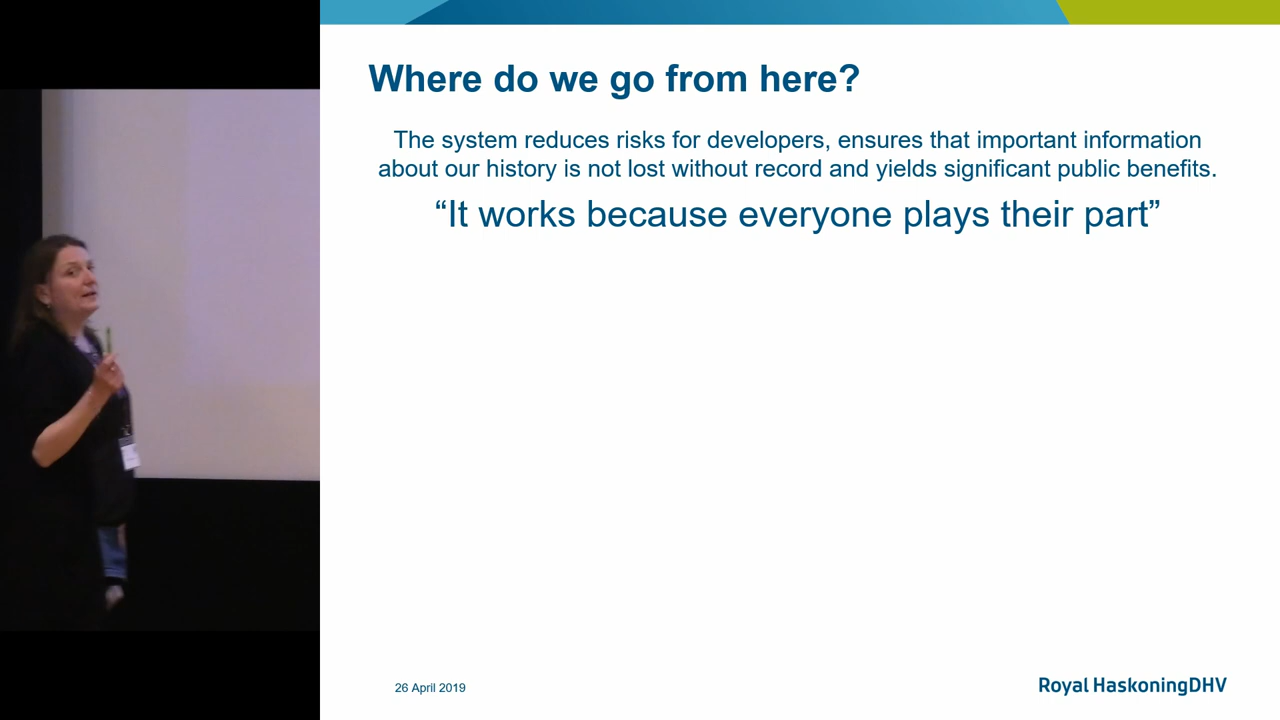 Where do we go from here?
The system reduces risks for developers, ensures that important information
about our history is not lost without record and yields significant public benefits.
“It works because everyone plays their part”
26 April 2019
Royal HaskoningDHV